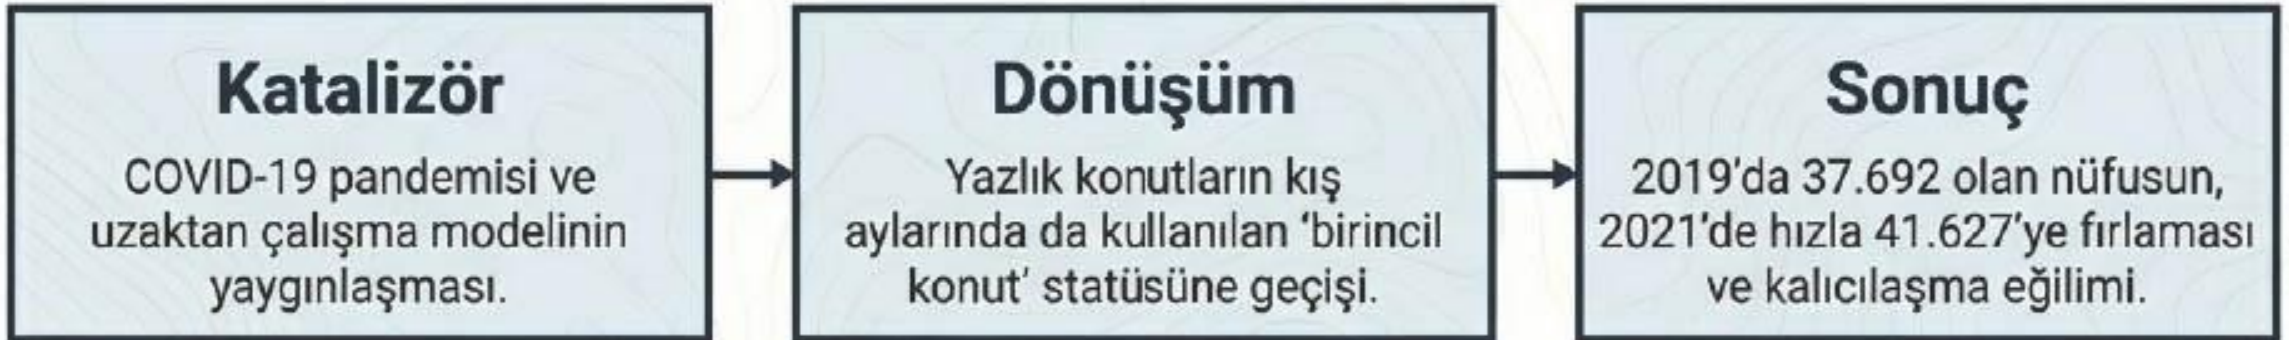 Katalizör
COVID-19 pandemisi ve
uzaktan çalışma modelinin
yaygınlaşması.
Dönüşüm
Yazlık konutların kış
aylarında da kullanılan ‘birincil
konut’ statüsüne geçişi.
Sonuç
2019’da 37.692 olan nüfusun,
2021’de hızla 41.627’ye fırlaması
ve kalıcılaşma eğilimi.